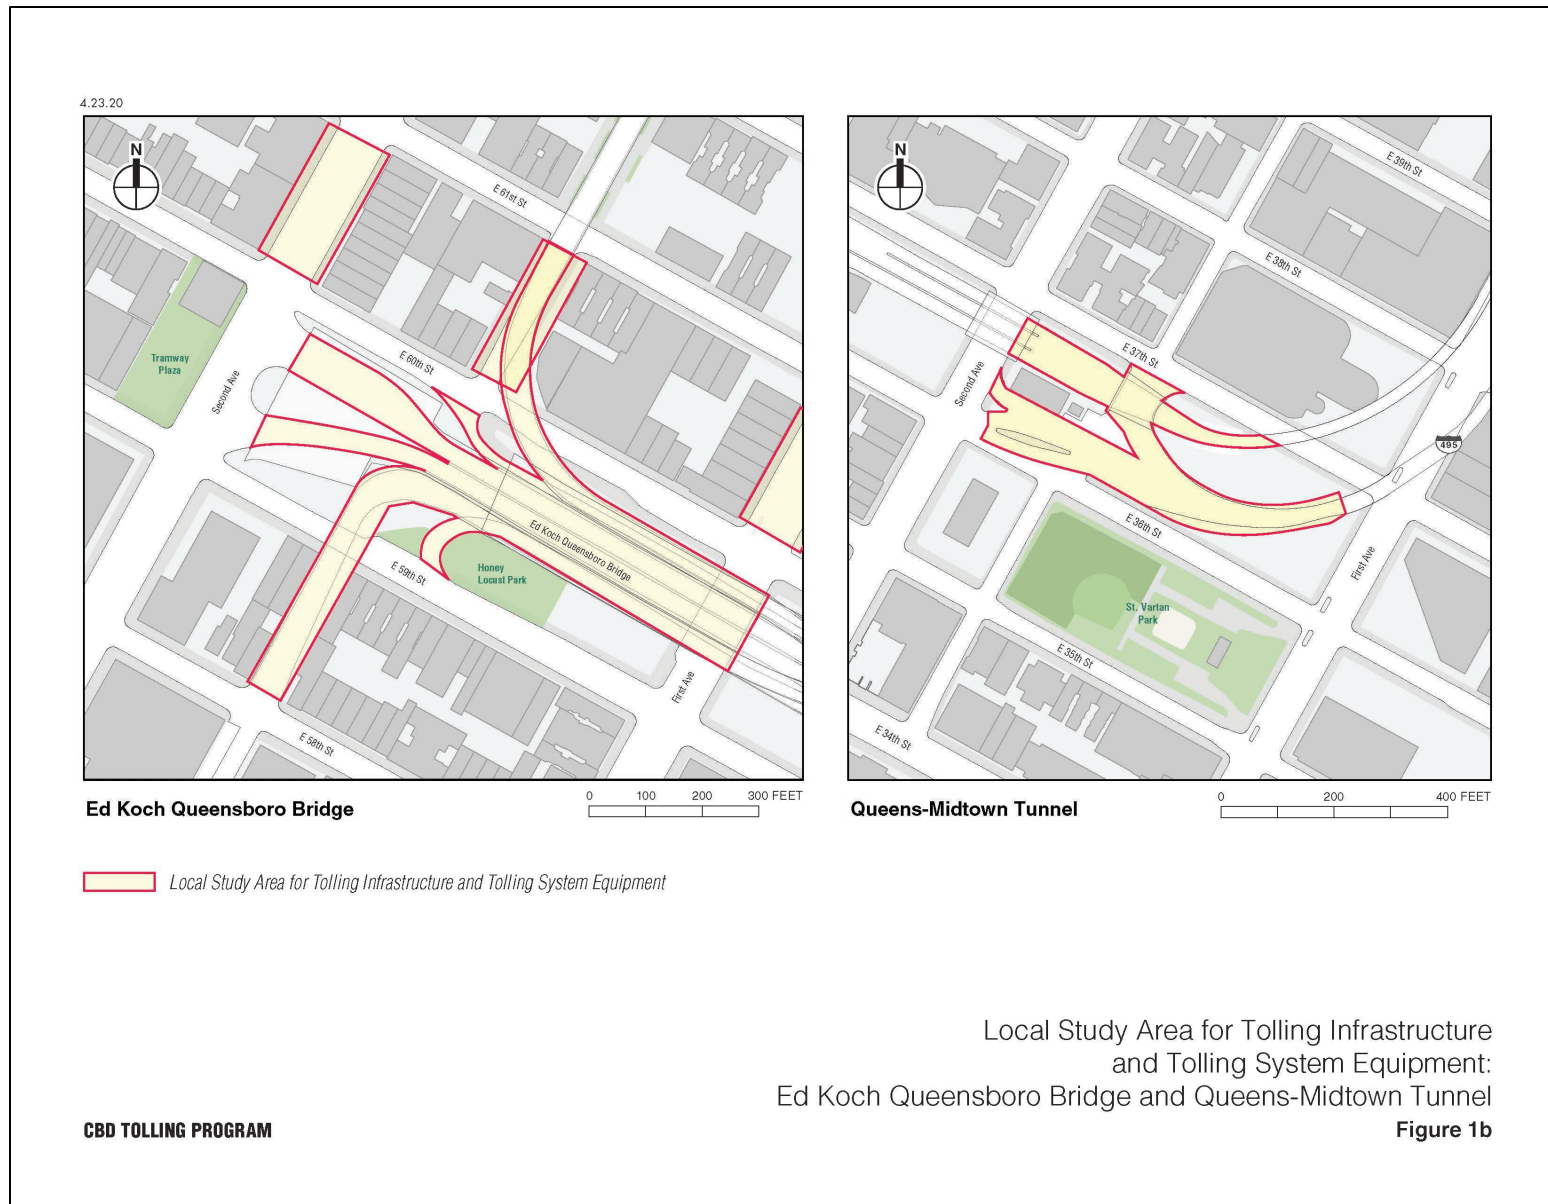 4.23.20
N
E 61st St
E 60th St
Tramway
Plaza
Second Ave
Ed Koch Queensboro Bridge
Honey
Locust Park
E 59th St
First Ave
E 58th St
Ed Koch Queensboro Bridge
0 100 200 300 FEET
N
E 39th St
E 38th St
E 37th St
Second Ave
495
E 36th St
First Ave
St. Vartan
Park
E 35th St
E 34th St
Queens-Midtown Tunnel
0 200 400 FEET
Local Study Area for Tolling Infrastructure and Tolling System Equipment
Local Study Area for Tolling Infrastructure
and Tolling System Equipment:
Ed Koch Queensboro Bridge and Queens-Midtown Tunnel
CBD TOLLING PROGRAM
Figure 1b